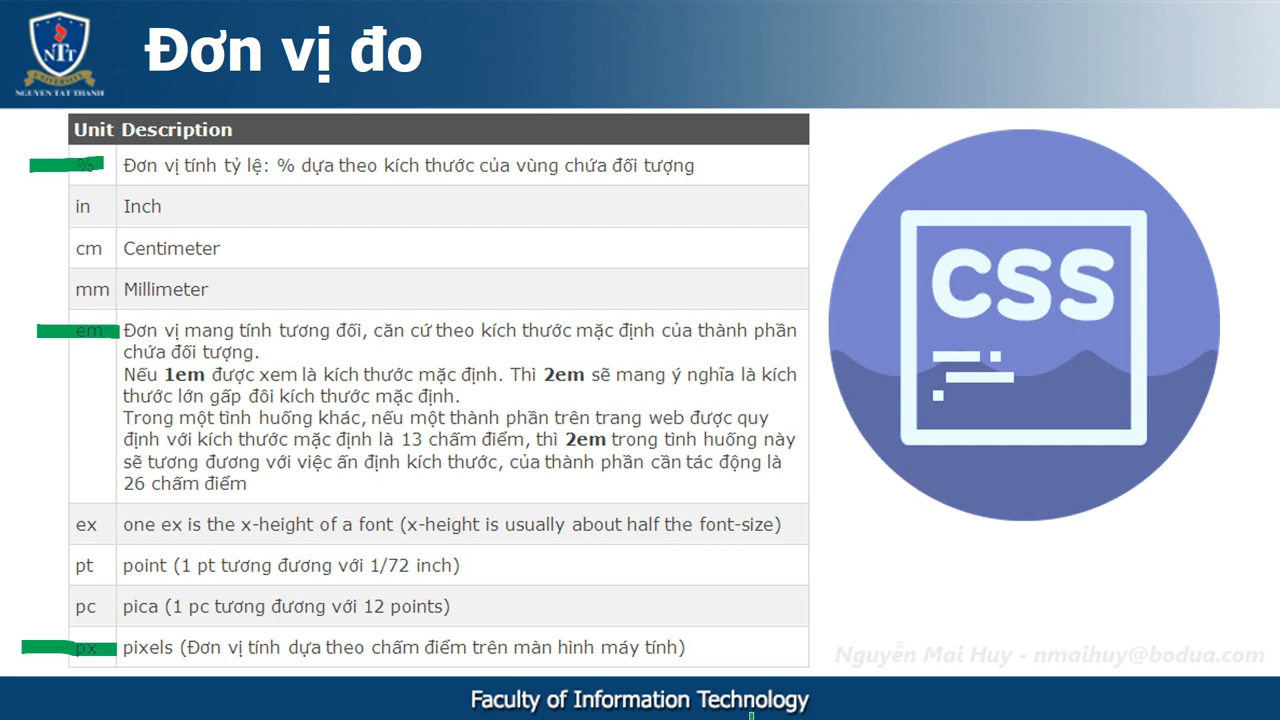 NTT
UNIVERSITY
NGUYEN TAT THANH
Đơn vị đo
Unit Description
% Đơn vị tính tỷ lệ: % dựa theo kích thước của vùng chứa đối tượng
in Inch
cm Centimeter
mm Millimeter
em Đơn vị mang tính tương đối, căn cứ theo kích thước mặc định của thành phần
chứa đối tượng.
Nếu 1em được xem là kích thước mặc định. Thì 2em sẽ mang ý nghĩa là kích
thước lớn gấp đôi kích thước mặc định.
Trong một tình huống khác, nếu một thành phần trên trang web được quy
định với kích thước mặc định là 13 chấm điểm, thì 2em trong tình huống này
sẽ tương đương với việc ấn định kích thước, của thành phần cần tác động là
26 chấm điểm
ex one ex is the x-height of a font (x-height is usually about half the font-size)
pt point (1 pt tương đương với 1/72 inch)
pc pica (1 pc tương đương với 12 points)
px pixels (Đơn vị tính dựa theo chấm điểm trên màn hình máy tính)
CSS
Nguyễn Mai Huy - nmaihuy@bodua.com
Faculty of Information Technology